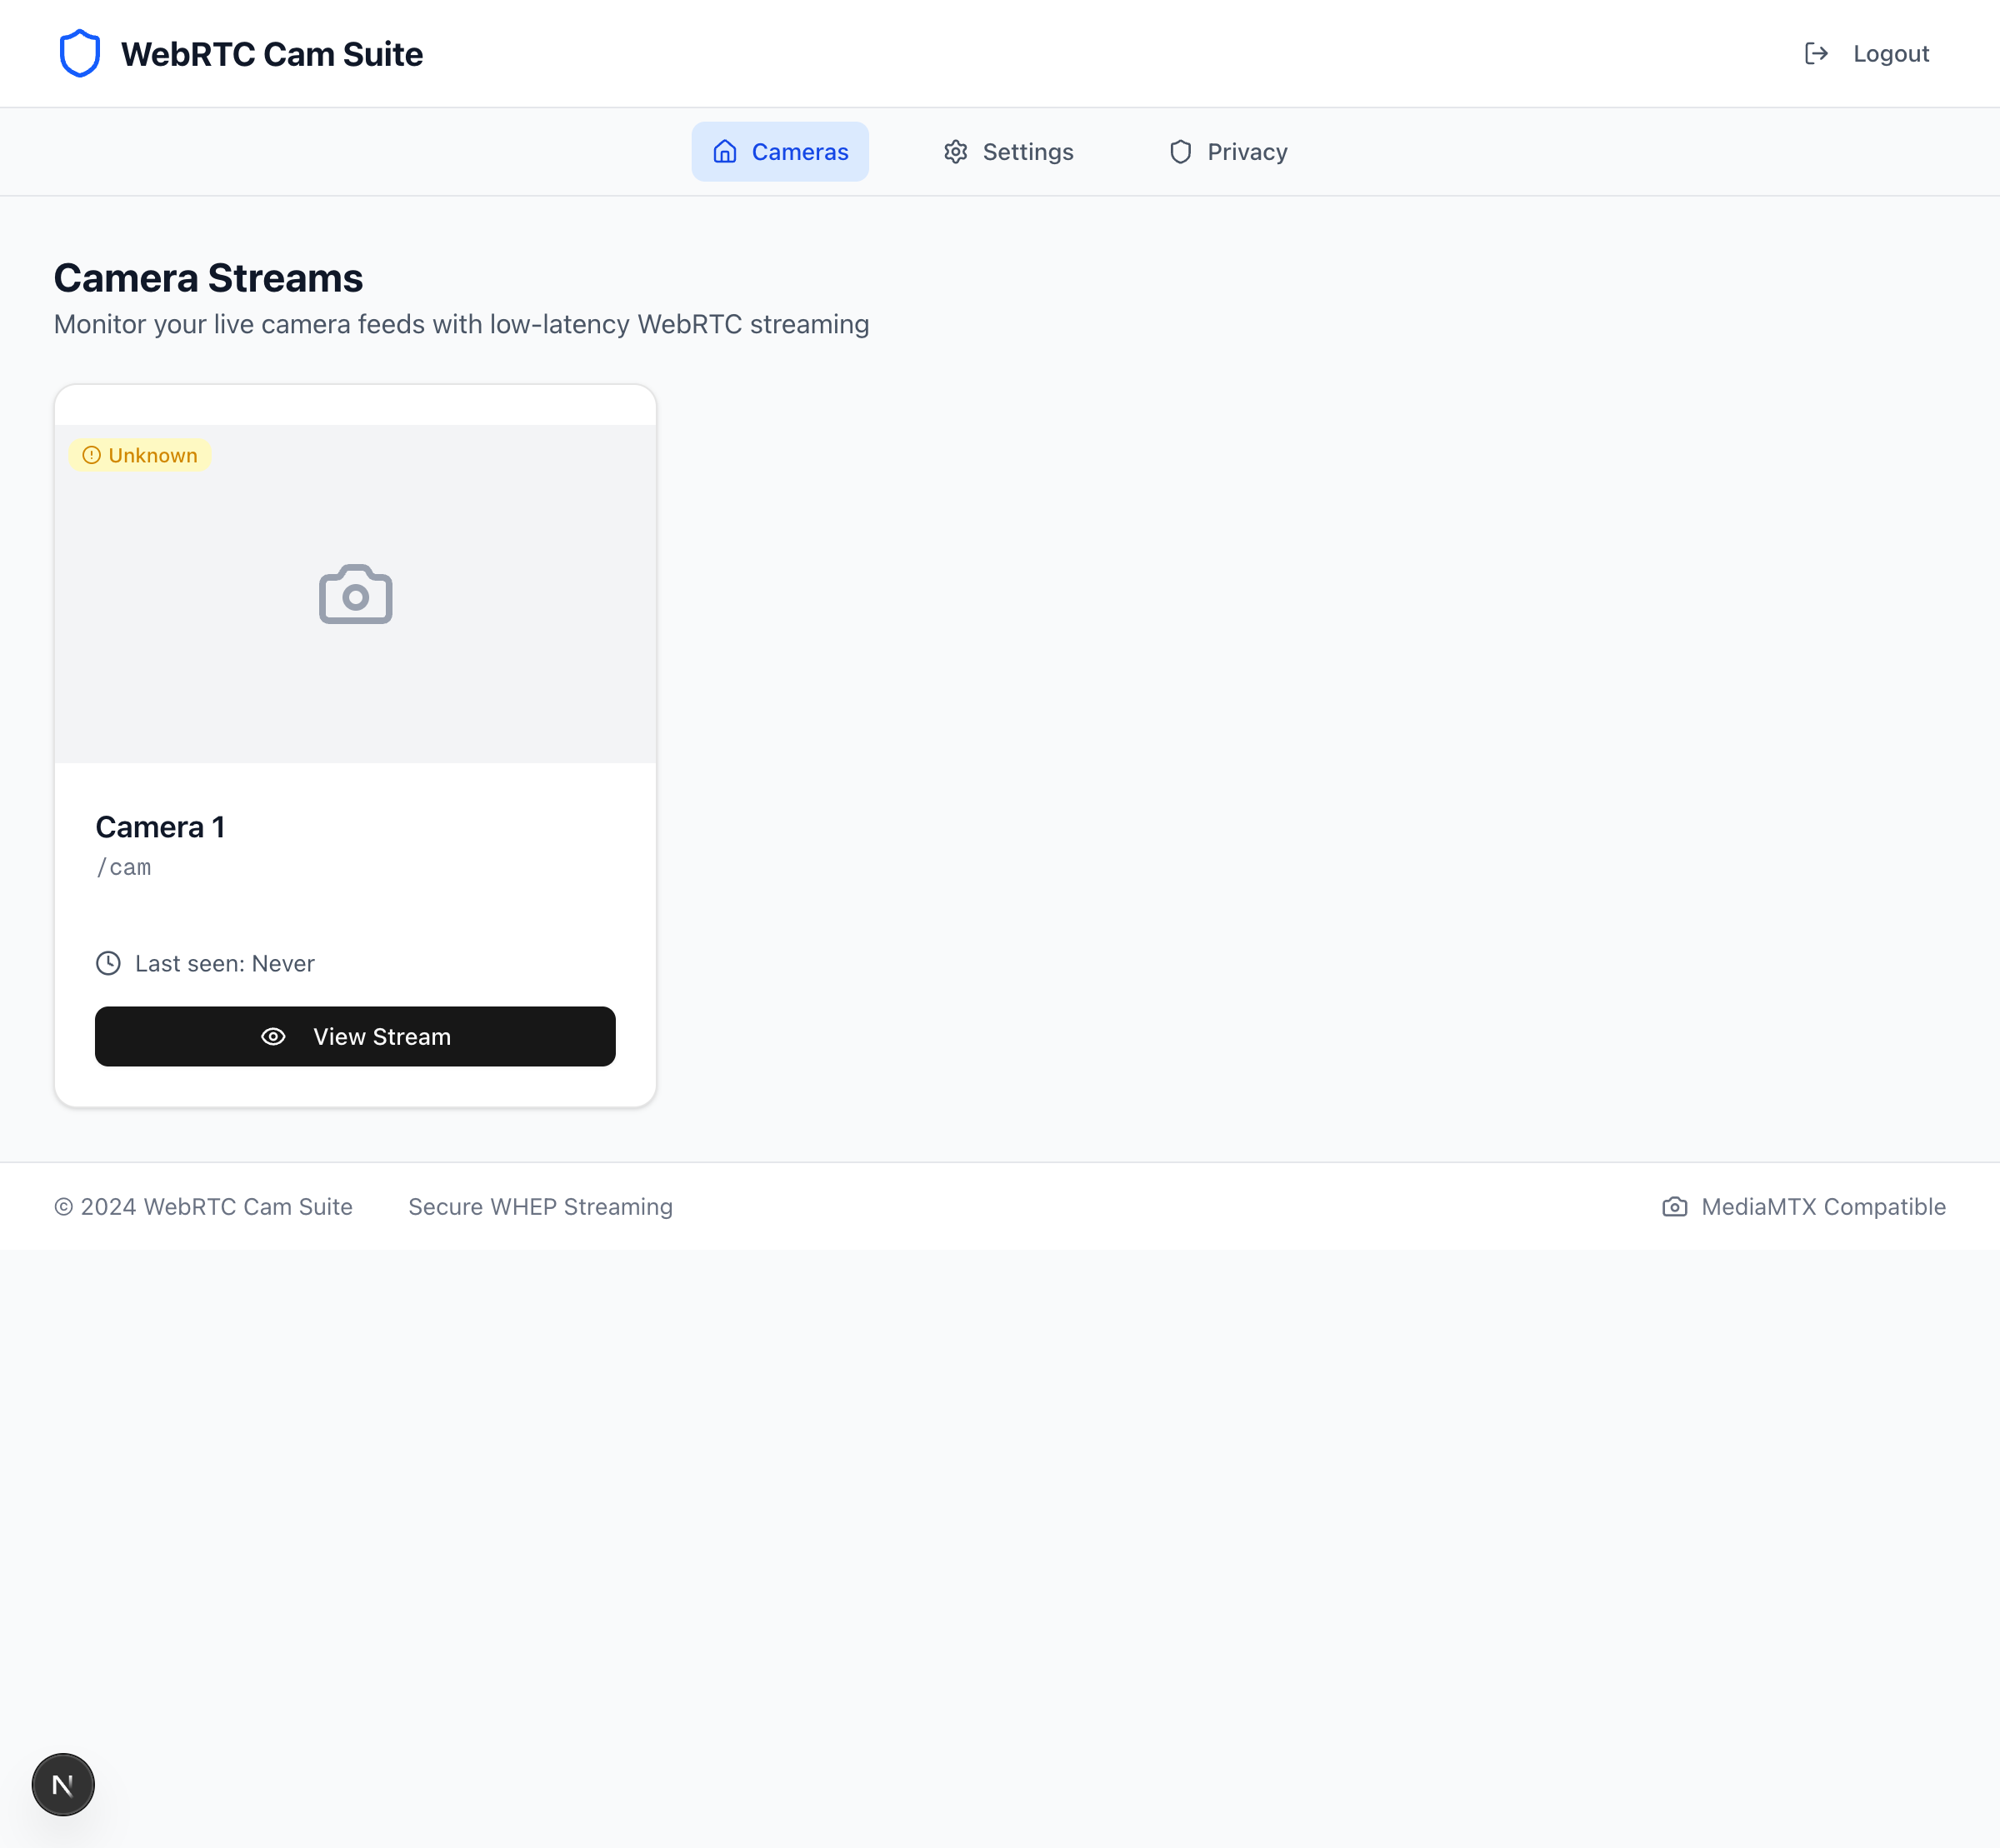 WebRTC Cam Suite
Logout
Cameras
Settings
Privacy
Camera Streams
Monitor your live camera feeds with low-latency WebRTC streaming
Unknown
Camera 1
/cam
Last seen: Never
View Stream
© 2024 WebRTC Cam Suite
Secure WHEP Streaming
MediaMTX Compatible
N